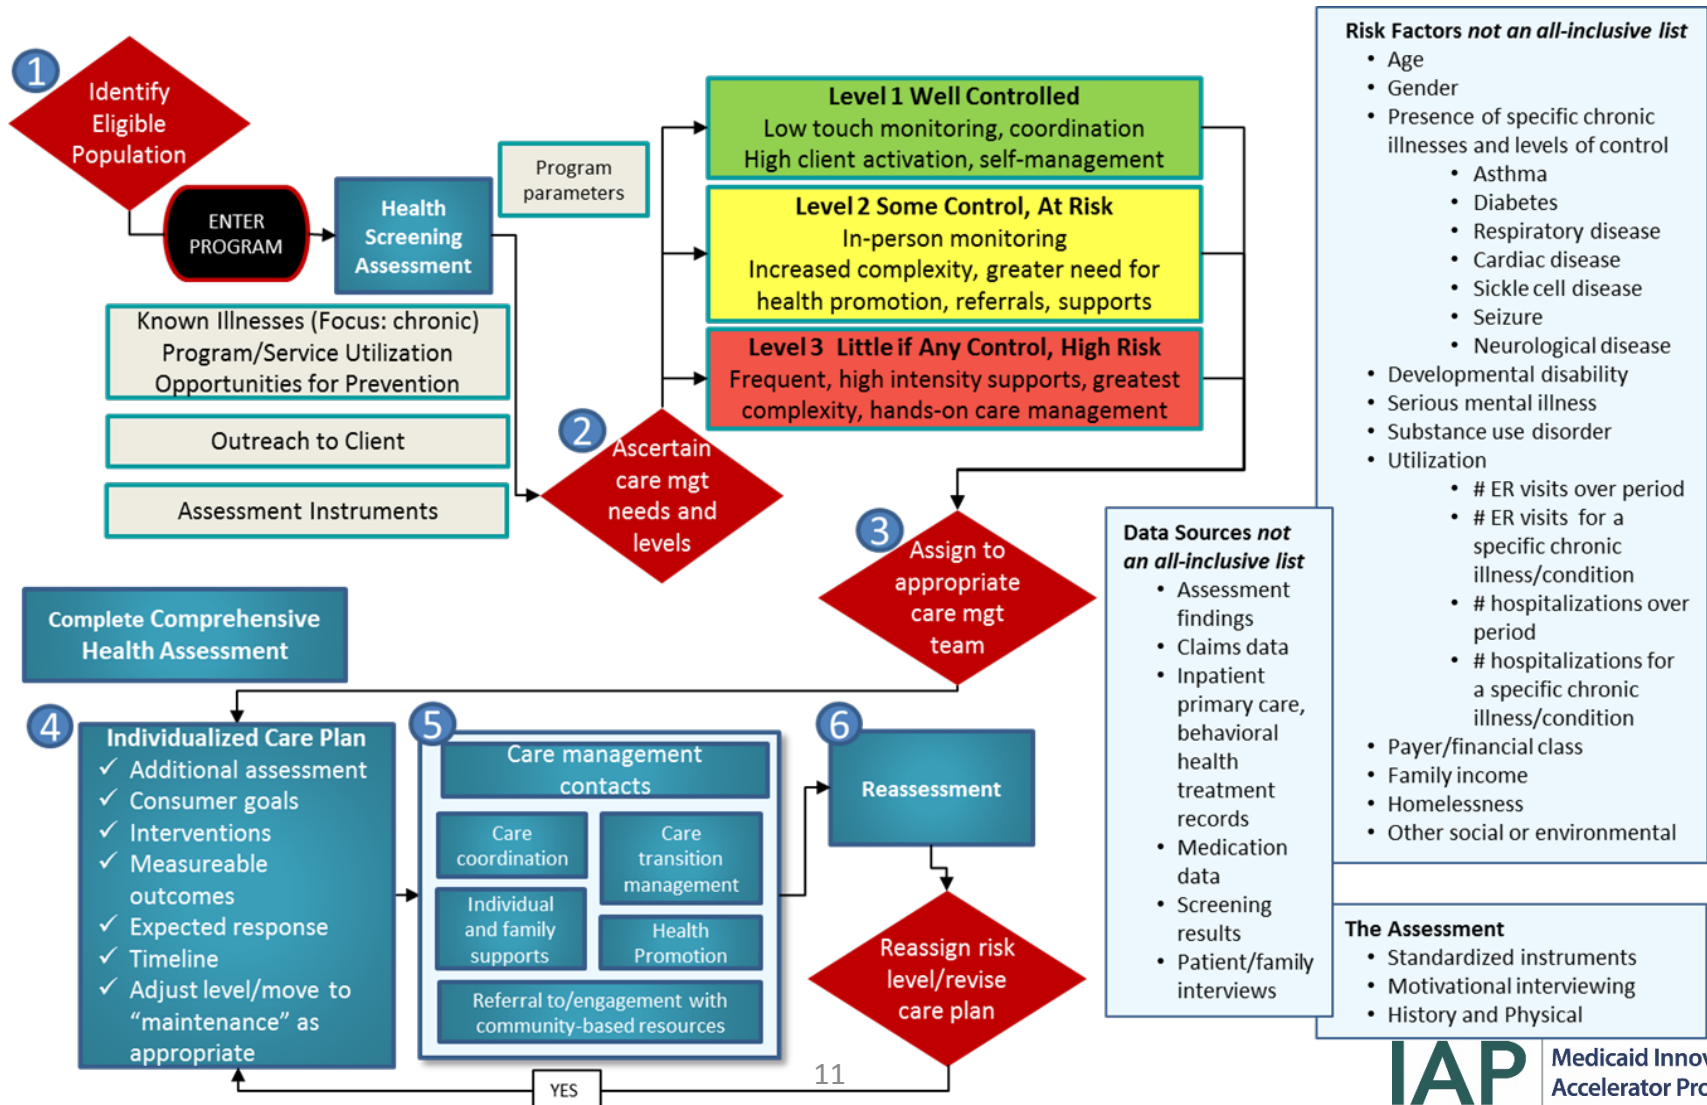 1
Identify
Eligible
Population
ENTER
PROGRAM
Health
Screening
Assessment
Program
parameters
Known Illnesses (Focus: chronic)
Program/Service Utilization
Opportunities for Prevention
Outreach to Client
Assessment Instruments
2
Ascertain
care mgt
needs and
levels
Level 1 Well Controlled
Low touch monitoring, coordination
High client activation, self-management
Level 2 Some Control, At Risk
In-person monitoring
Increased complexity, greater need for
health promotion, referrals, supports
Level 3 Little if Any Control, High Risk
Frequent, high intensity supports, greatest
complexity, hands-on care management
3
Assign to
appropriate
care mgt
team
Complete Comprehensive
Health Assessment
4
Individualized Care Plan
✓ Additional assessment
✓ Consumer goals
✓ Interventions
✓ Measureable
outcomes
✓ Expected response
✓ Timeline
✓ Adjust level/move to
“maintenance” as
appropriate
5
Care management
contacts
Care
coordination
Care
transition
management
Individual
and family
supports
Health
Promotion
Referral to/engagement with
community-based resources
6
Reassessment
Reassign risk
level/revise
care plan
YES
11
Data Sources not
an all-inclusive list
• Assessment
findings
• Claims data
• Inpatient
primary care,
behavioral
health
treatment
records
• Medication
data
• Screening
results
• Patient/family
interviews
Risk Factors not an all-inclusive list
• Age
• Gender
• Presence of specific chronic
illnesses and levels of control
• Asthma
• Diabetes
• Respiratory disease
• Cardiac disease
• Sickle cell disease
• Seizure
• Neurological disease
• Developmental disability
• Serious mental illness
• Substance use disorder
• Utilization
• # ER visits over period
• # ER visits for a
specific chronic
illness/condition
• # hospitalizations over
period
• # hospitalizations for
a specific chronic
illness/condition
• Payer/financial class
• Family income
• Homelessness
• Other social or environmental
The Assessment
• Standardized instruments
• Motivational interviewing
• History and Physical
IAP
Medicaid
Accelerator